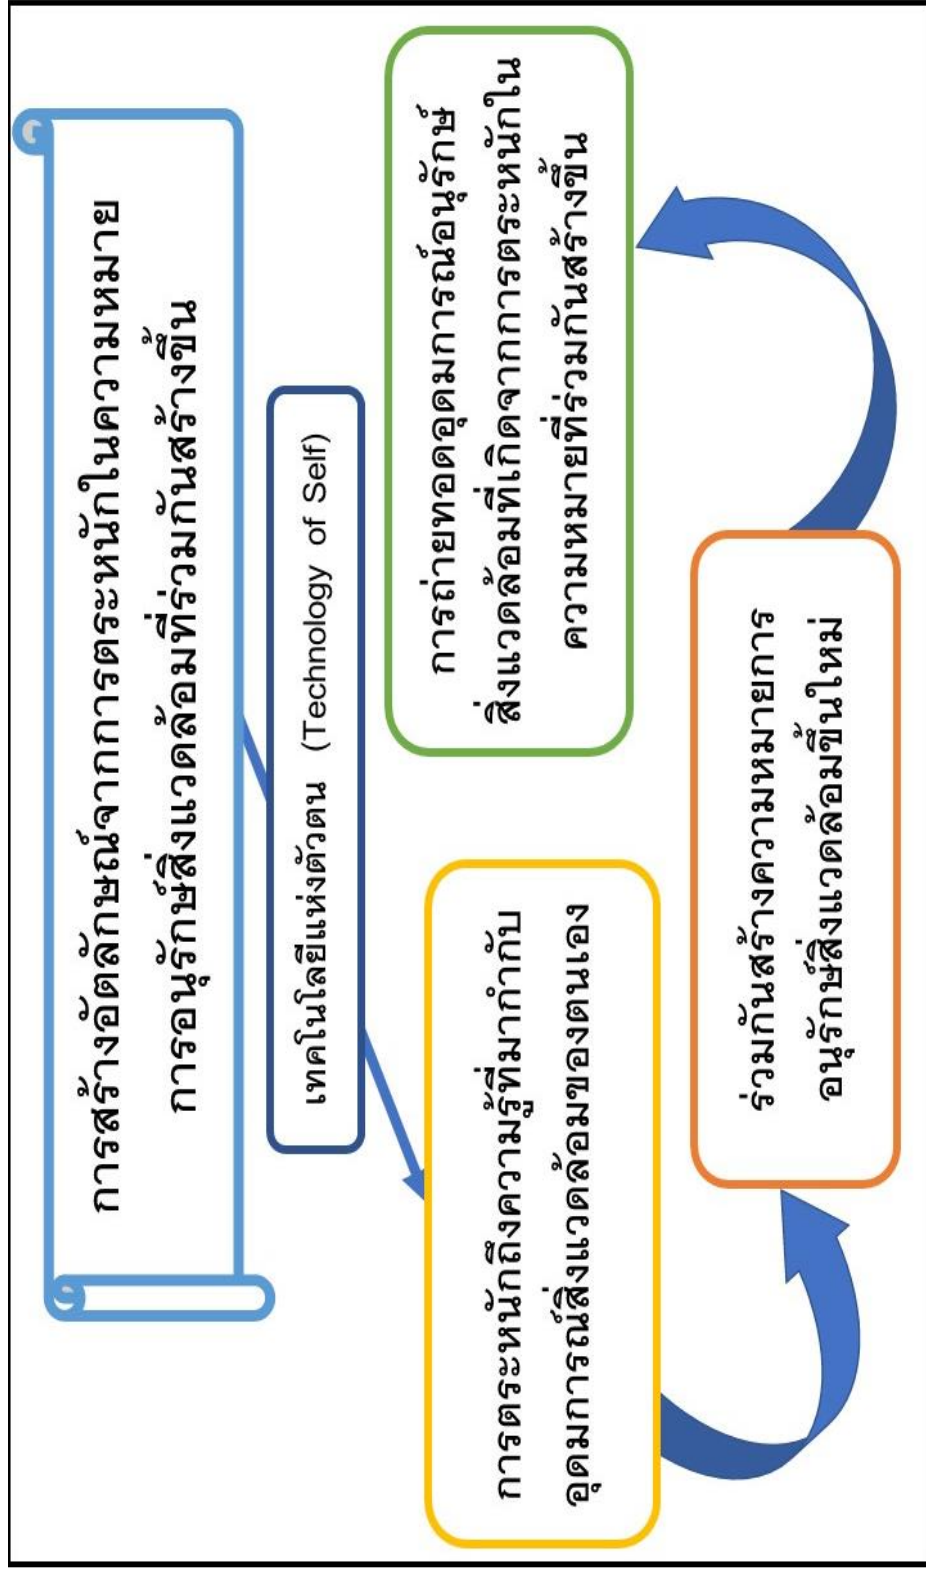 การสร้างอัตลักษณ์จากการตระหนักในความหมาย
การอนุรักษ์สิ่งแวดล้อมที่ร่วมกันสร้างขึ้น
เทคโนโลยีแห่งตัวตน (Technology of Self)
การตระหนักถึงความรู้ที่มากำกับ
อุดมการณ์สิ่งแวดล้อมของตนเอง
ร่วมกันสร้างความหมายการ
อนุรักษ์สิ่งแวดล้อมขึ้นใหม่
การถ่ายทอดอุดมการณ์อนุรักษ์
สิ่งแวดล้อมที่เกิดจากการตระหนักใน
ความหมายที่ร่วมกันสร้างขึ้น